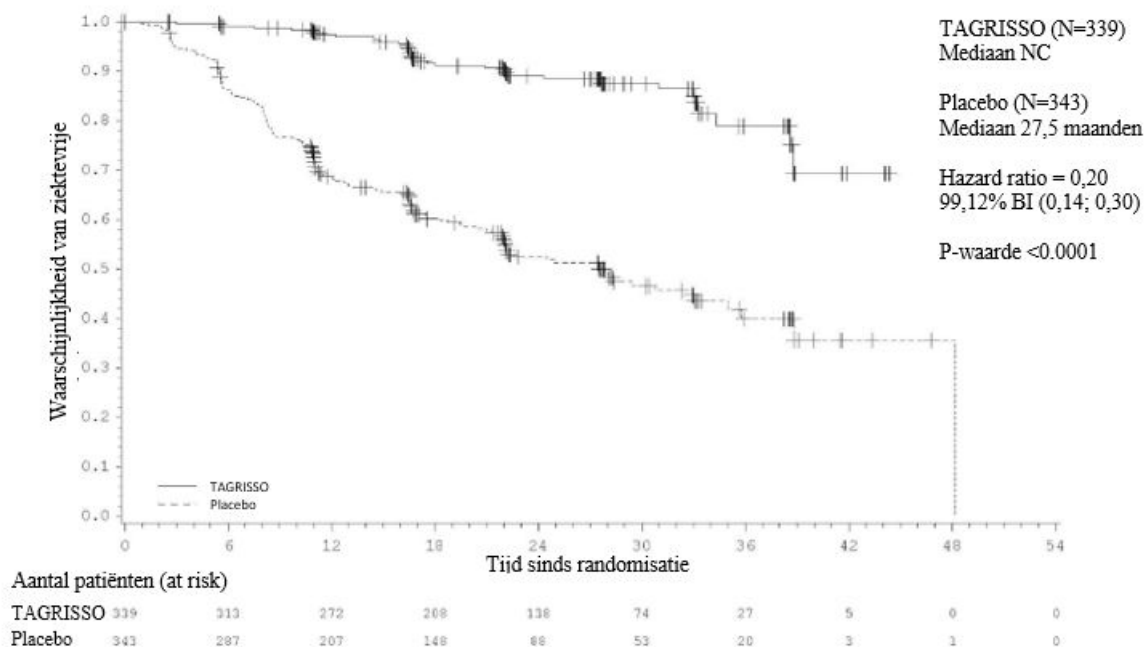 TAGRISSO (N=339)
Mediaan NC
Placebo (N=343)
Mediaan 27,5 maanden
Hazard ratio = 0,20
99,12% BI (0,14; 0,30)
P-waarde <0.0001
Waarschijnlijkheid van ziektevrije
1.0
0.9
0.8
0.7
0.6
0.5
0.4
0.3
0.2
0.1
0.0
TAGRISSO
Placebo
0 6 12 18 24 30 36 42 48 54
Tijd sinds randomisatie
Aantal patiënten (at risk)
TAGRISSO 339 313 272 208 138 74 27 5 0 0
Placebo 343 287 207 148 88 53 20 3 1 0